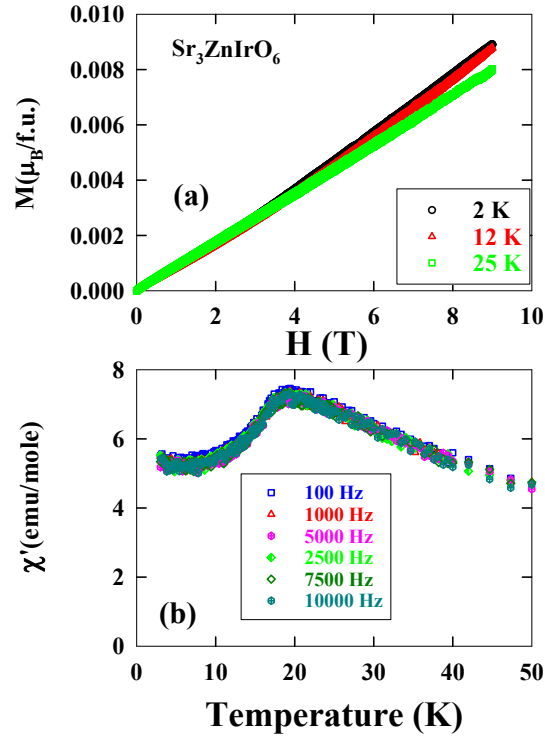 0.010
Sr₃ZnIrO₆
0.008
0.006
M(μ_B/f.u.)
0.004
(a)
2 K
0.002
12 K
25 K
0.000
0 2 4 6 8 10
H (T)
8
6
χ'(emu/mole)
4
100 Hz
1000 Hz
5000 Hz
2500 Hz
2
7500 Hz
(b)
10000 Hz
0
0 10 20 30 40 50
Temperature (K)